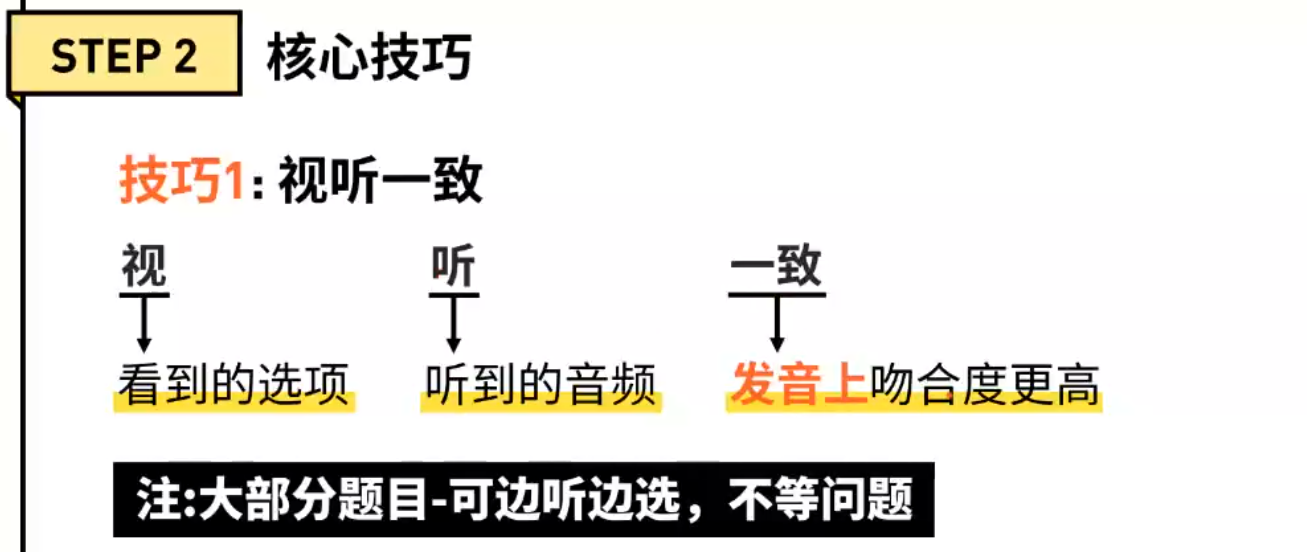 STEP 2 核心技巧
技巧1: 视听一致
视 听 一致
看到的选项 听到的音频 发音上吻合度更高
注:大部分题目-可边听边选，不等问题